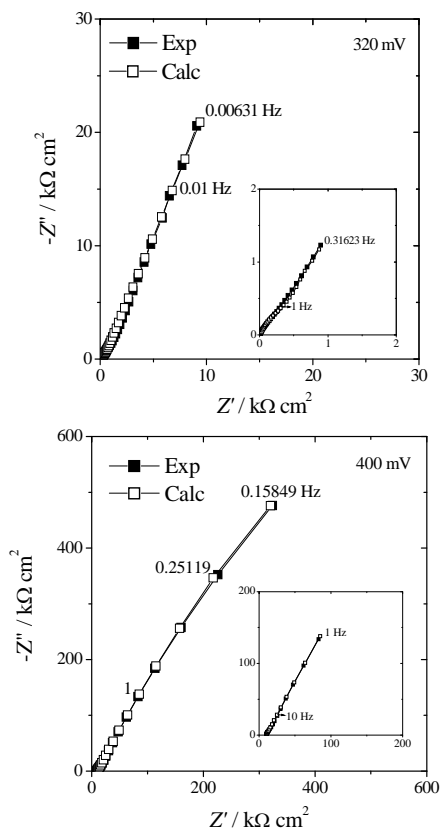 30
20
10
0
0
10
20
30
-Z" / kΩ cm²
Z' / kΩ cm²
Exp
Calc
320 mV
0.00631 Hz
0.01 Hz
2
1
0
0
1
2
0.31623 Hz
1 Hz
600
400
200
0
0
200
400
600
-Z" / kΩ cm²
Z' / kΩ cm²
Exp
Calc
400 mV
0.15849 Hz
0.25119
1
200
100
0
0
100
200
1 Hz
10 Hz